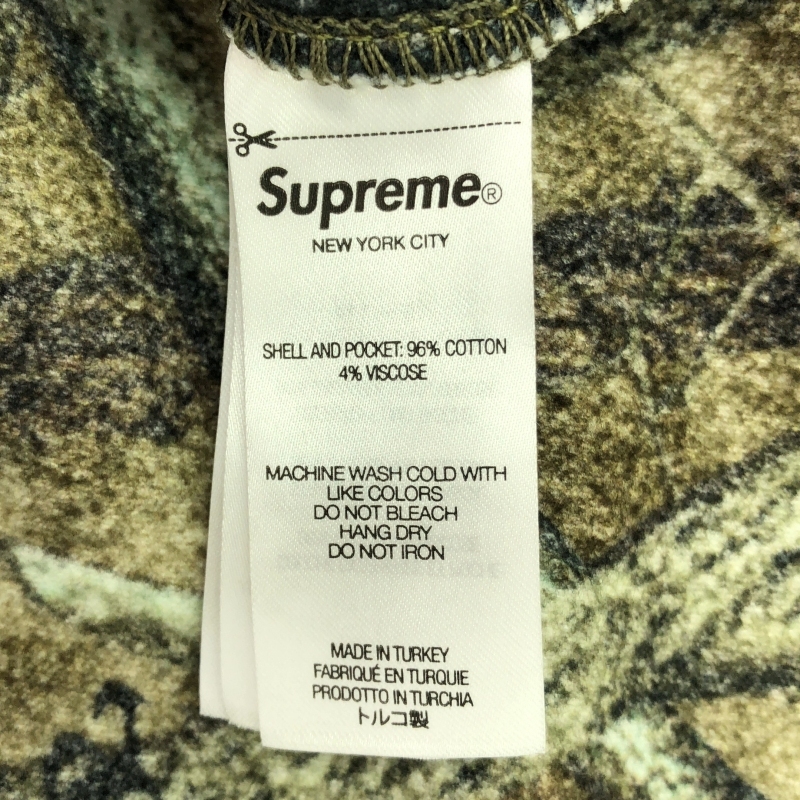 Supreme®
NEW YORK CITY
SHELL AND POCKET: 96% COTTON
4% VISCOSE
MACHINE WASH COLD WITH
LIKE COLORS
DO NOT BLEACH
HANG DRY
DO NOT IRON
MADE IN TURKEY
FABRIQUÉ EN TURQUIE
PRODOTTO IN TURCHIA
トルコ製